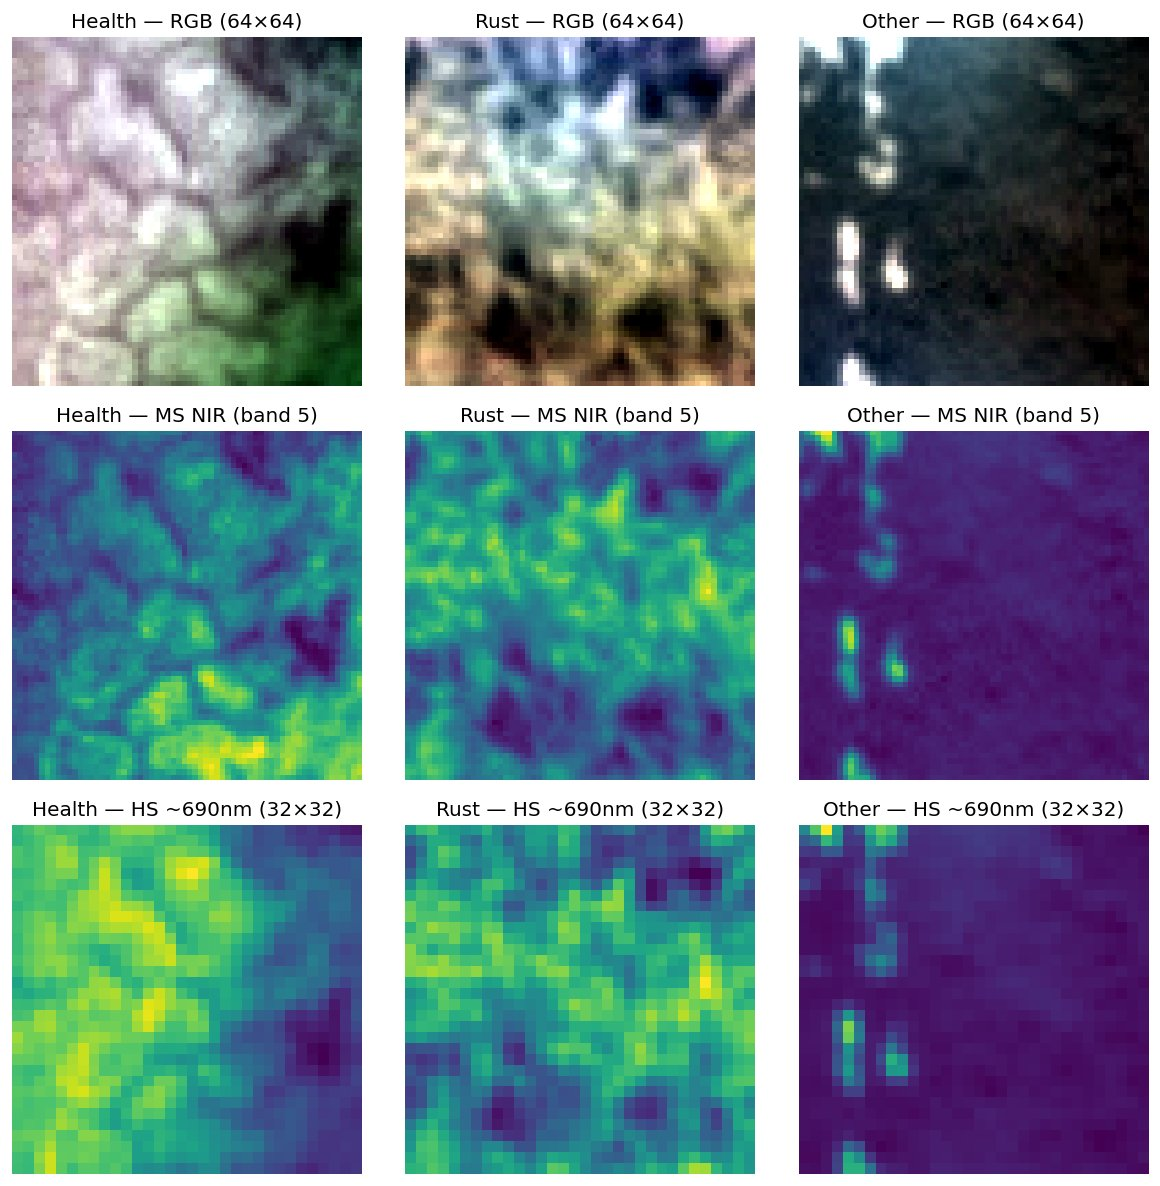 Health — RGB (64×64)
Rust — RGB (64×64)
Other — RGB (64×64)
Health — MS NIR (band 5)
Rust — MS NIR (band 5)
Other — MS NIR (band 5)
Health — HS ~690nm (32×32)
Rust — HS ~690nm (32×32)
Other — HS ~690nm (32×32)